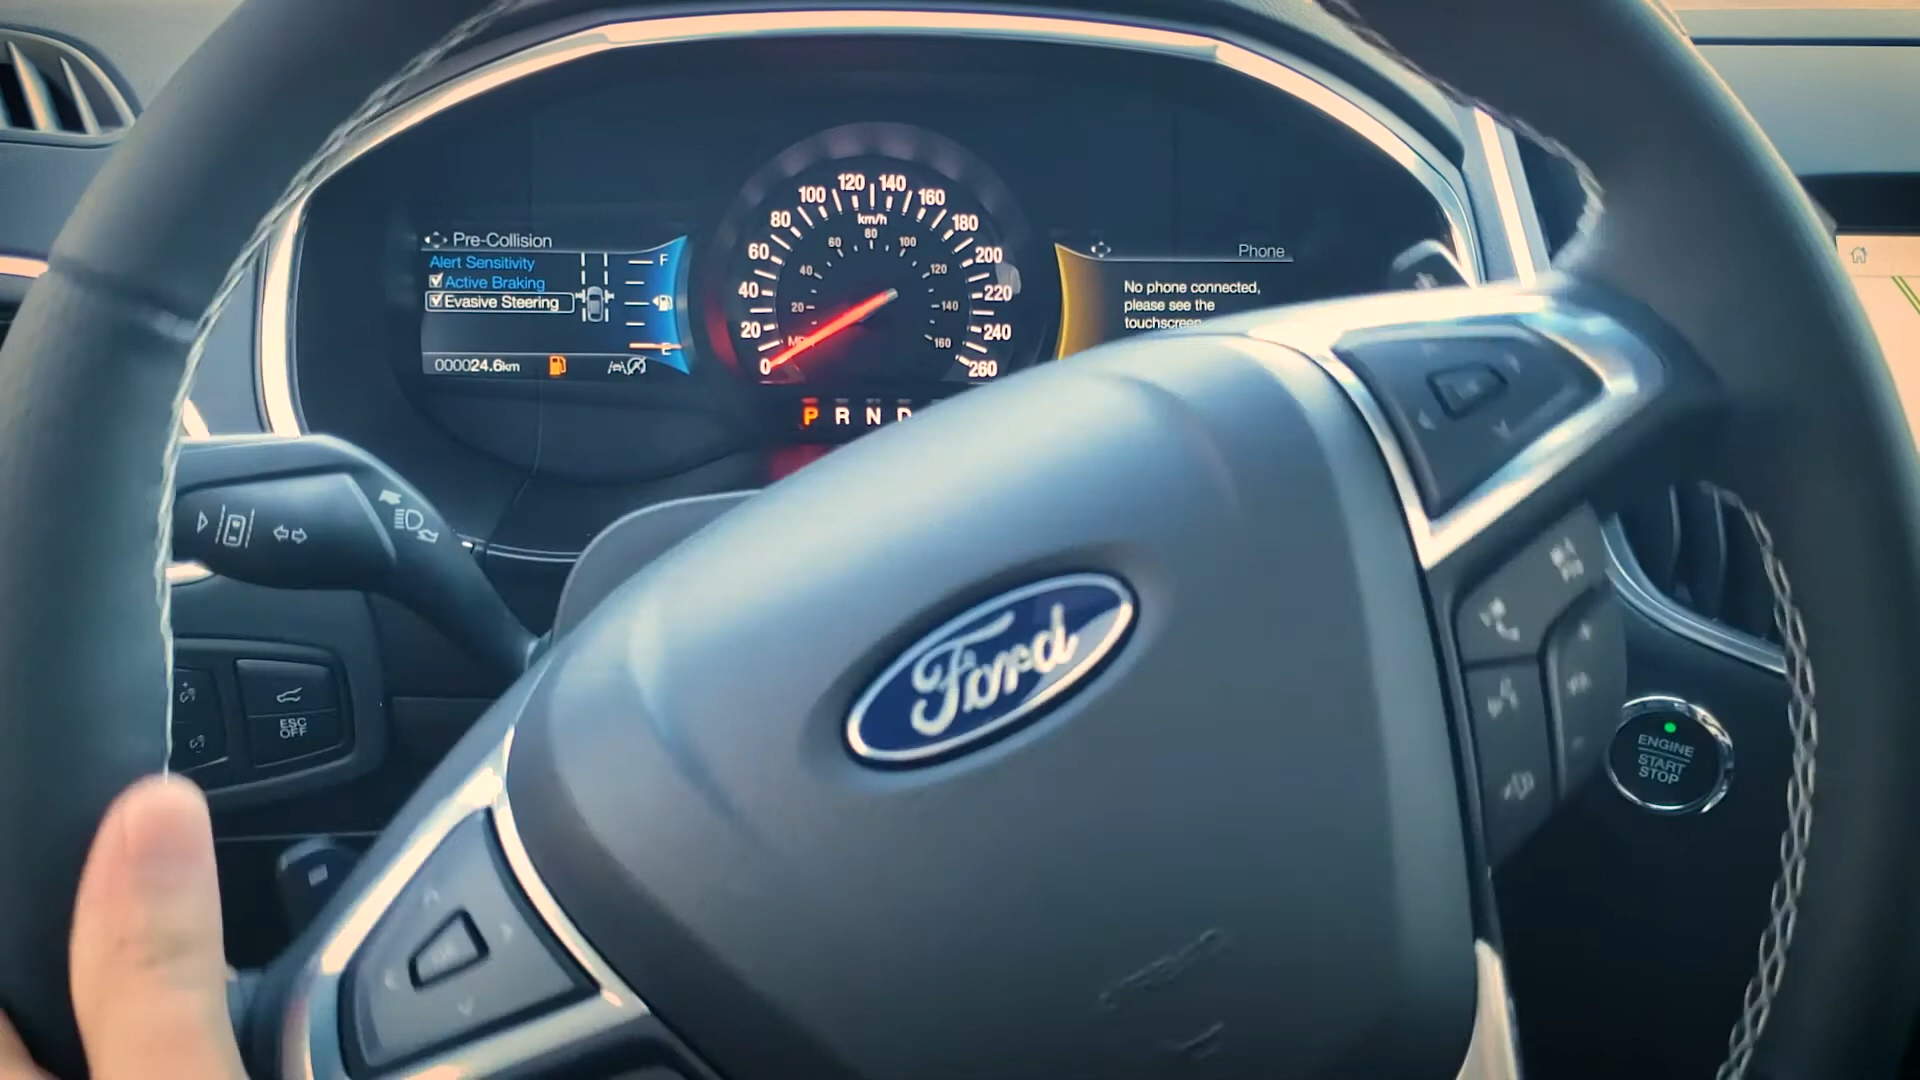 Pre-Collision
Alert Sensitivity
Active Braking
Evasive Steering
F
E
000024.6km
0
20
40
60
80
100
120
140
160
180
200
220
240
260
km/h
20
40
60
80
100
120
140
160
MPH
P R N D
Phone
No phone connected,
please see the
touchscreen
ESC
OFF
Ford
ENGINE
START
STOP